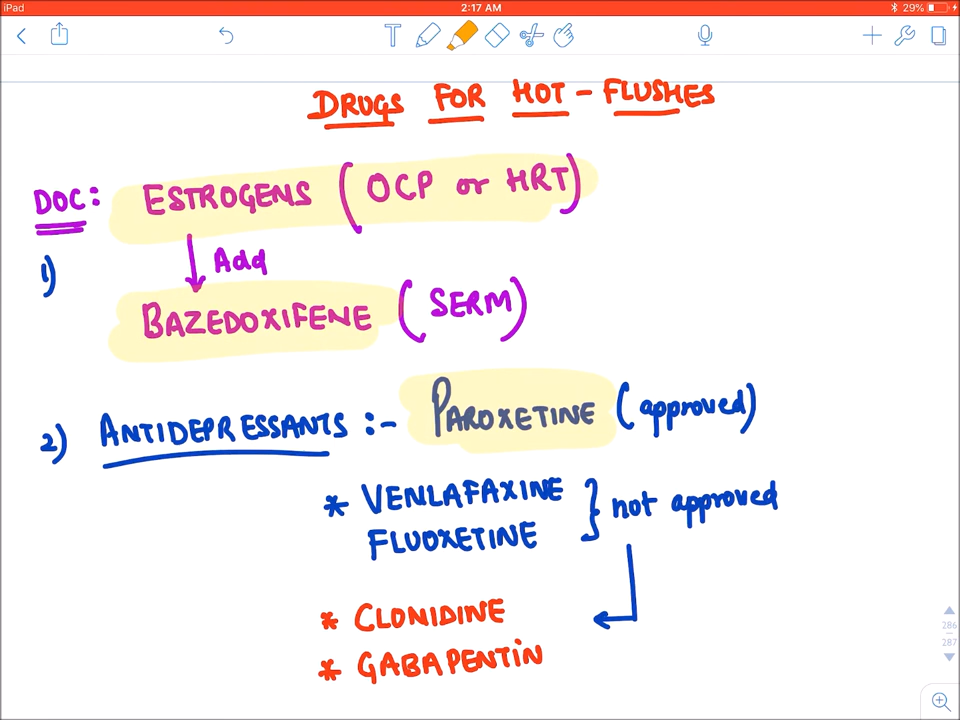 iPad
2:17 AM
29%
T
DRUGS FOR HOT-FLUSHES
DOC: ESTROGENS (OCP or HRT)
1) ↓ Add
BAZEDOXIFENE (SERM)
2) ANTIDEPRESSANTS :- PAROXETINE (approved)
* VENLAFAXINE } not approved
FLUOXETINE
* CLONIDINE
* GABAPENTIN
286
287